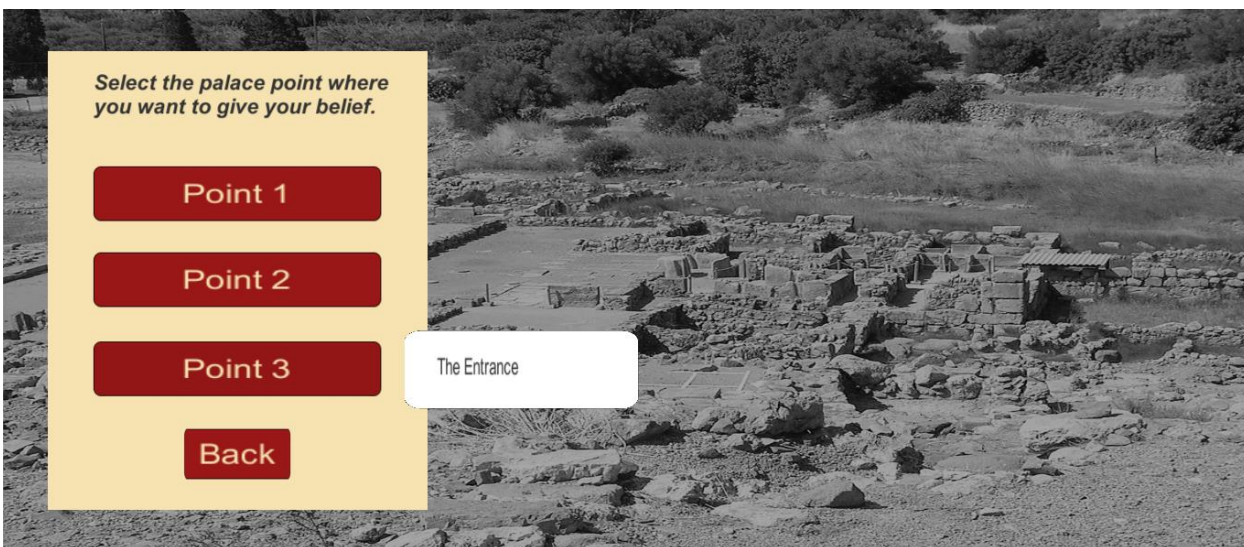 Select the palace point where
you want to give your belief.
Point 1
Point 2
Point 3
The Entrance
Back